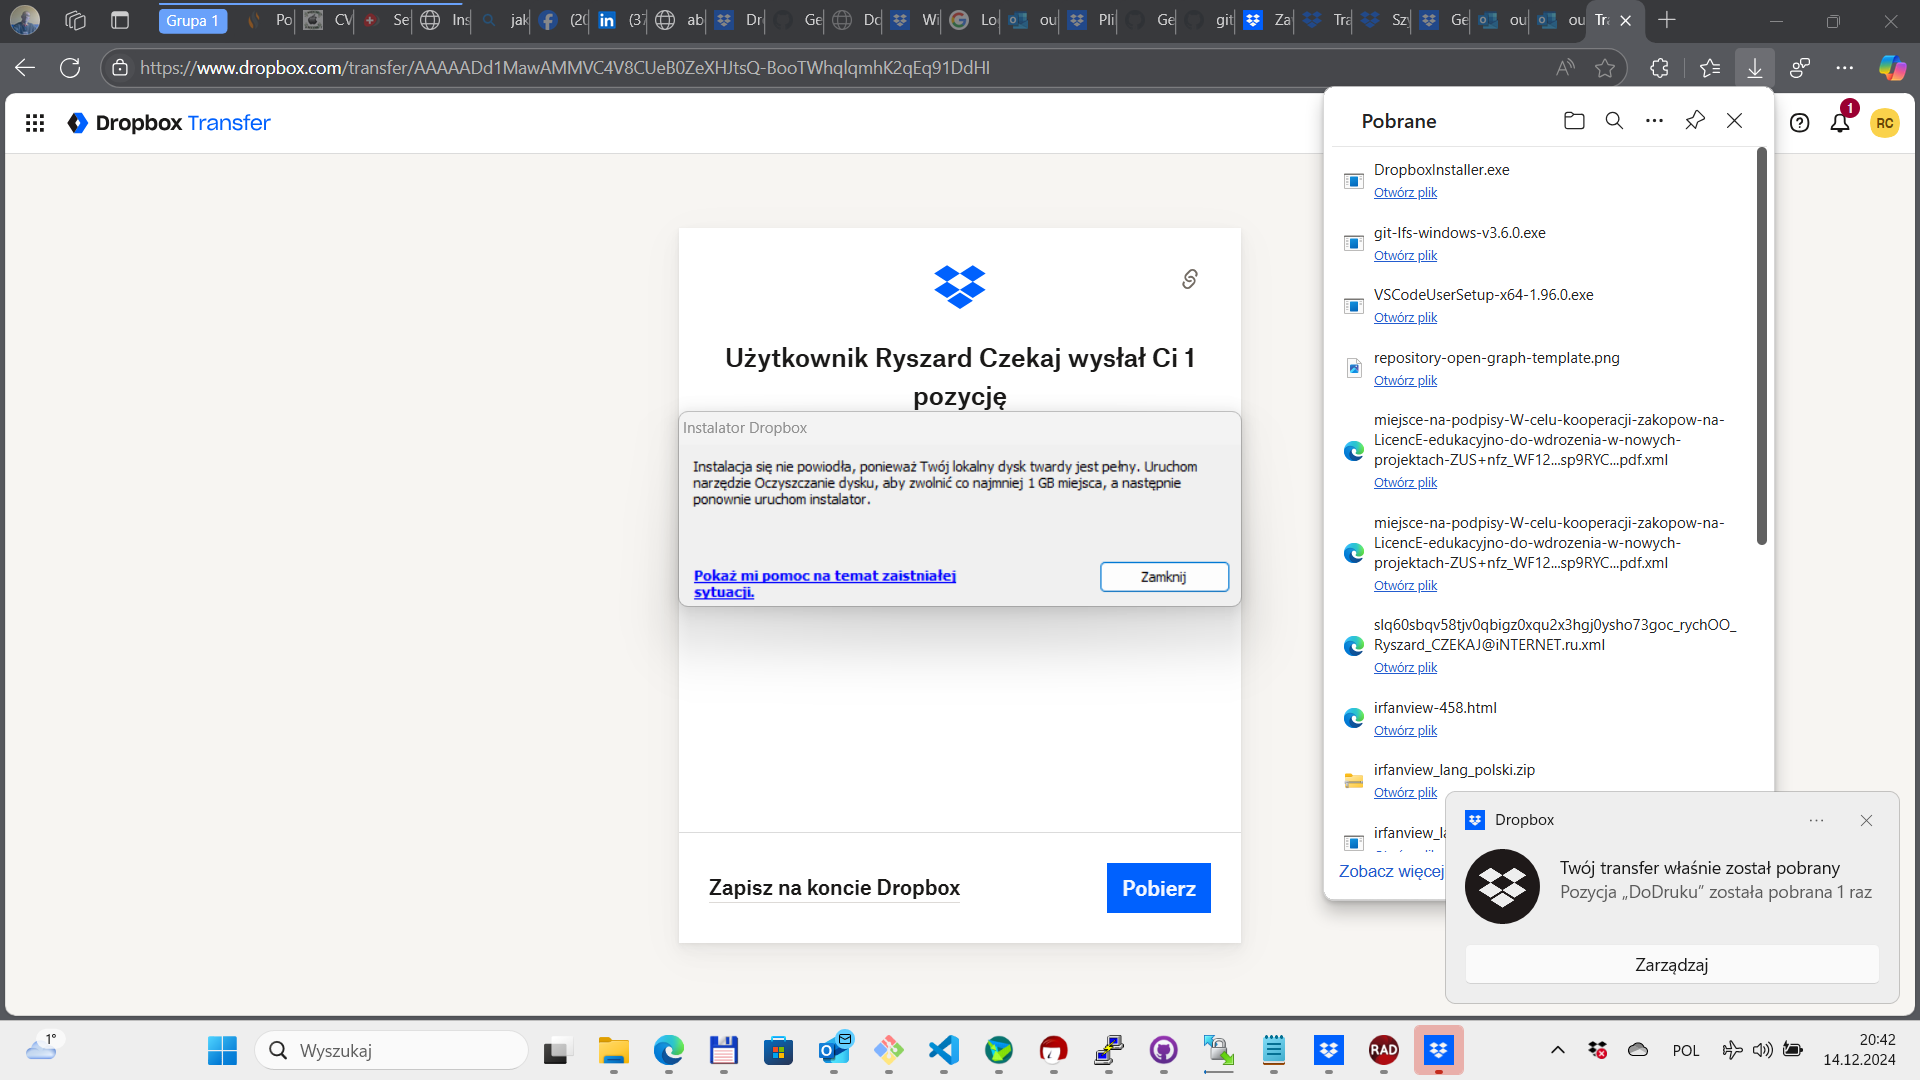 Grupa 1
Po
CV
Se
Ins
jak
(20
(37
ab
Dr
Ge
Do
Wi
Lo
ou
Pli
Ge
git
Za
Tra
Szy
Ge
ou
ou
Tra
https://www.dropbox.com/transfer/AAAAADd1MawAMMVC4V8CUeB0ZeXHJtsQ-BooTWhqlqmhK2qEq91DdHI
Dropbox Transfer
1
RC
Pobrane
DropboxInstaller.exe
Otwórz plik
git-lfs-windows-v3.6.0.exe
Otwórz plik
VSCodeUserSetup-x64-1.96.0.exe
Otwórz plik
repository-open-graph-template.png
Otwórz plik
miejsce-na-podpisy-W-celu-kooperacji-zakopow-na-
LicencE-edukacyjno-do-wdrozenia-w-nowych-
projektach-ZUS+nfz_WF12...sp9RYC...pdf.xml
Otwórz plik
miejsce-na-podpisy-W-celu-kooperacji-zakopow-na-
LicencE-edukacyjno-do-wdrozenia-w-nowych-
projektach-ZUS+nfz_WF12...sp9RYC...pdf.xml
Otwórz plik
slq60sbqv58tjv0qbigz0xqu2x3hgj0ysho73goc_rychOO_
Ryszard_CZEKAJ@iNTERNET.ru.xml
Otwórz plik
irfanview-458.html
Otwórz plik
irfanview_lang_polski.zip
Otwórz plik
irfanview_la
Zobacz więcej
Użytkownik Ryszard Czekaj wysłał Ci 1
pozycję
Instalator Dropbox
Instalacja się nie powiodła, ponieważ Twój lokalny dysk twardy jest pełny. Uruchom
narzędzie Oczyszczanie dysku, aby zwolnić co najmniej 1 GB miejsca, a następnie
ponownie uruchom instalator.
Pokaż mi pomoc na temat zaistniałej
sytuacji.
Zamknij
Zapisz na koncie Dropbox
Pobierz
Dropbox
Twój transfer właśnie został pobrany
Pozycja „DoDruku” została pobrana 1 raz
Zarządzaj
1°
Wyszukaj
RAD
POL
20:42
14.12.2024